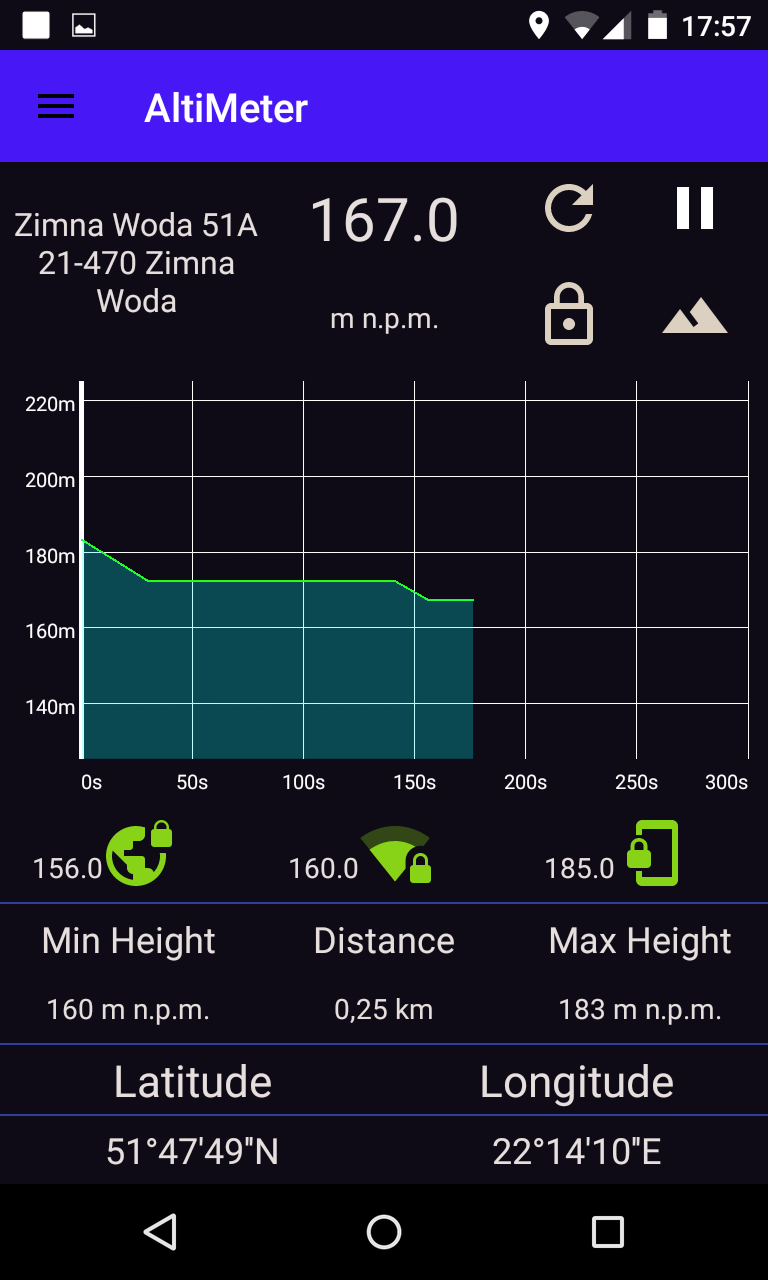 17:57
AltiMeter
Zimna Woda 51A
21-470 Zimna
Woda
167.0
m n.p.m.
220m
200m
180m
160m
140m
0s 50s 100s 150s 200s 250s 300s
156.0 160.0 185.0
Min Height Distance Max Height
160 m n.p.m. 0,25 km 183 m n.p.m.
Latitude Longitude
51°47'49"N 22°14'10"E